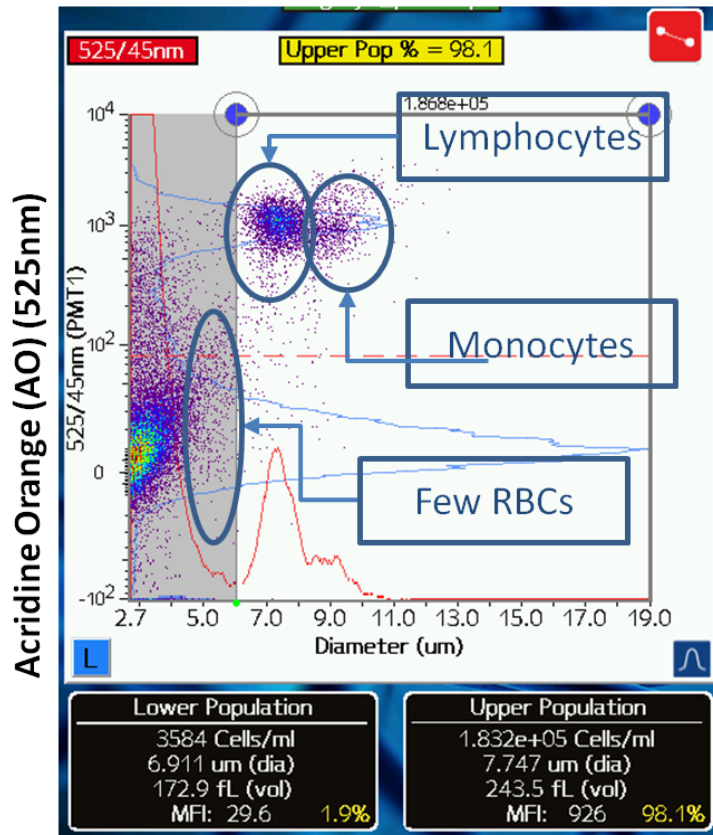 525/45nm
Upper Pop % = 98.1
1.868e+05
Lymphocytes
Monocytes
Few RBCs
Acridine Orange (AO) (525nm)
525/45nm (PMT1)
10^4
10^3
10^2
0
-10^2
2.7 5.0 7.0 9.0 11.0 13.0 15.0 17.0 19.0
Diameter (um)
L
Lower Population
3584 Cells/ml
6.911 um (dia)
172.9 fL (vol)
MFI: 29.6 1.9%
Upper Population
1.832e+05 Cells/ml
7.747 um (dia)
243.5 fL (vol)
MFI: 926 98.1%